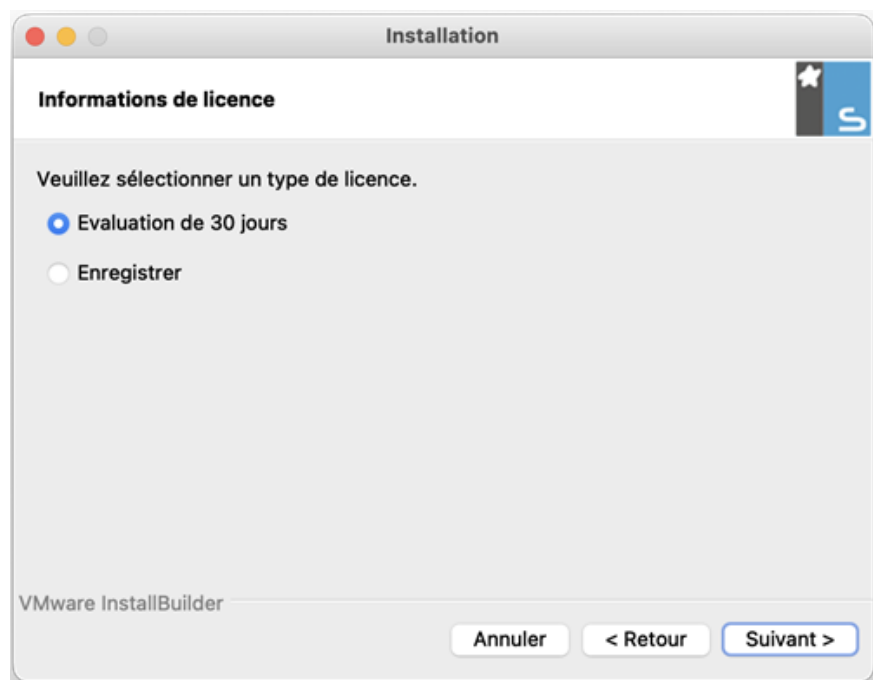 Installation
Informations de licence
S
Veuillez sélectionner un type de licence.
Evaluation de 30 jours
Enregistrer
VMware InstallBuilder
Annuler
< Retour
Suivant >